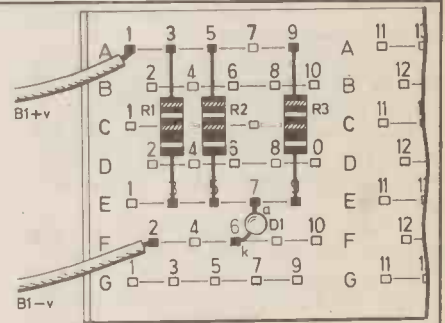 1 3 5 7 9 11 13
A A
2 4 6 8 10 12
B B
B1+v
R1 R2 R3
C 1 C 11
2 4 6 8 0 12
D D
1 3 5 7 9 11
E E
a
D1
2 4 6 10 12
F F
k
1 3 5 7 9 11
G G
B1-v